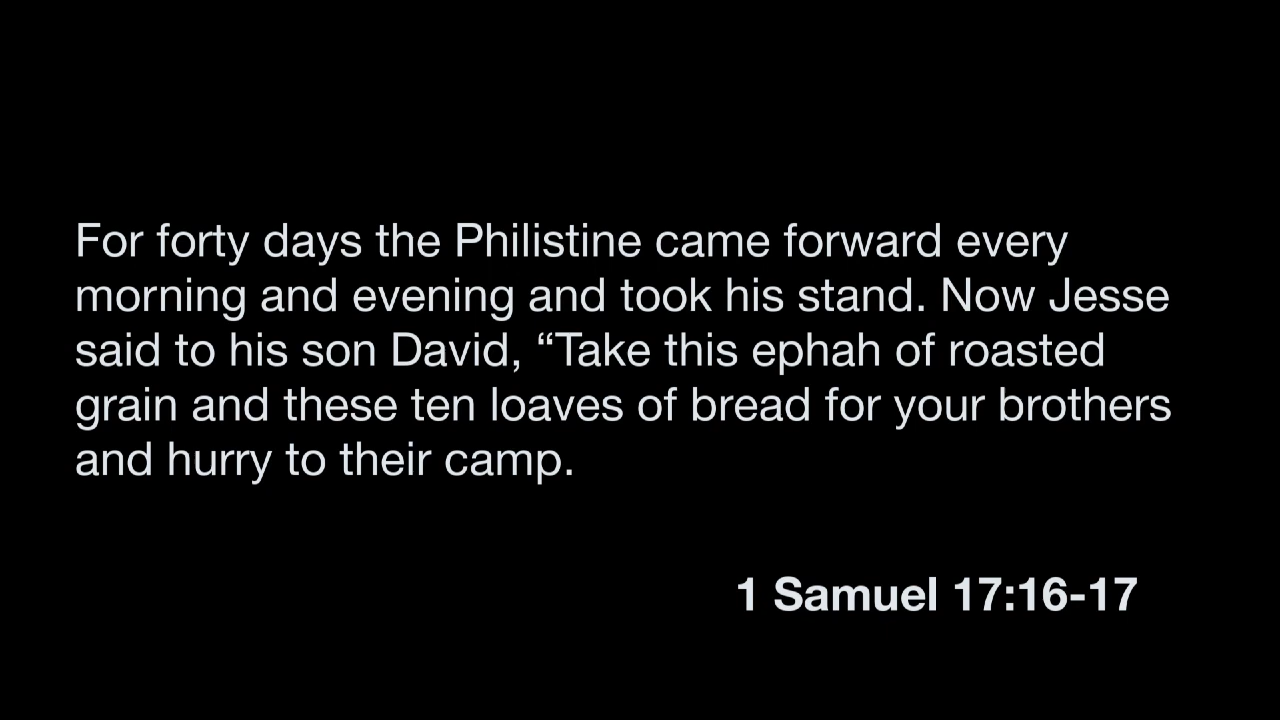 For forty days the Philistine came forward every
morning and evening and took his stand. Now Jesse
said to his son David, “Take this ephah of roasted
grain and these ten loaves of bread for your brothers
and hurry to their camp.
1 Samuel 17:16-17